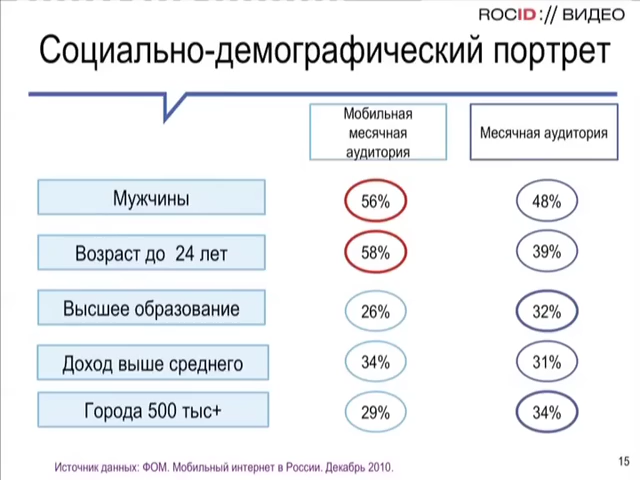 ROCID:// ВИДЕО
Социально-демографический портрет
Мобильная
месячная
аудитория
Месячная аудитория
Мужчины
56%
48%
Возраст до 24 лет
58%
39%
Высшее образование
26%
32%
Доход выше среднего
34%
31%
Города 500 тыс+
29%
34%
Источник данных: ФОМ. Мобильный интернет в России. Декабрь 2010.
15